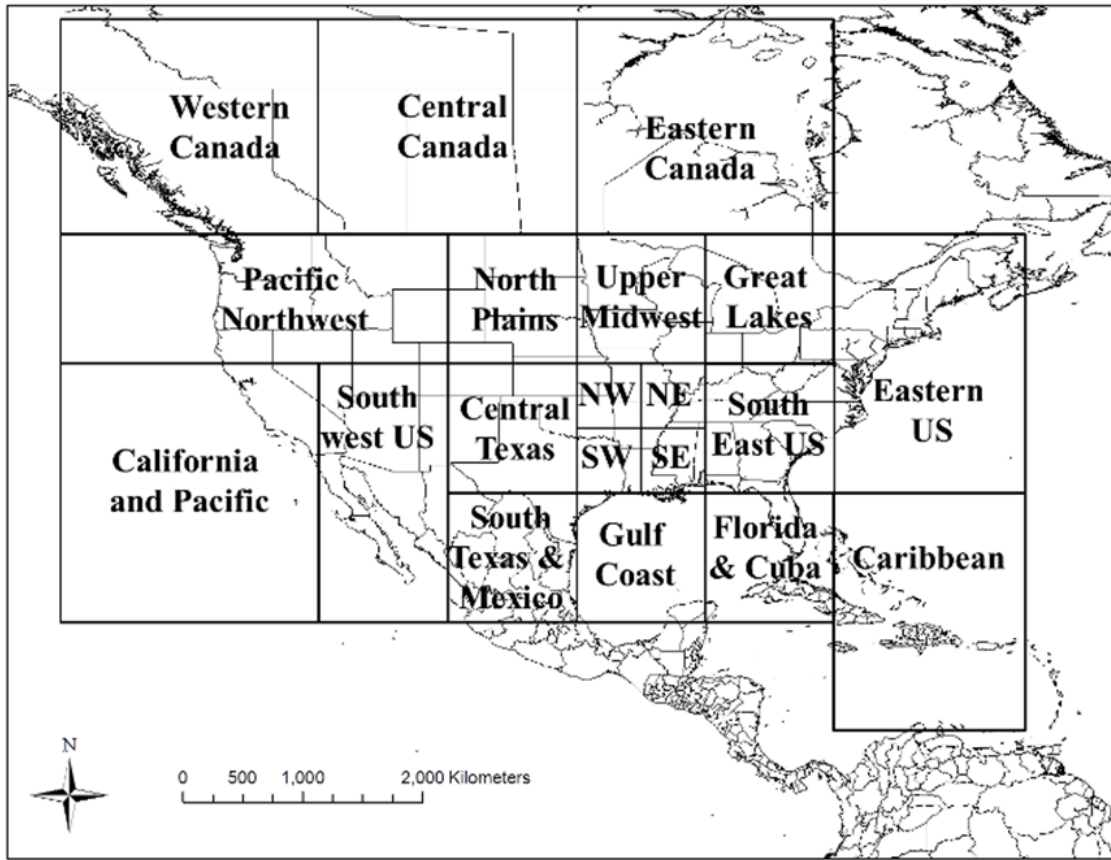 Western
Canada
Central
Canada
Eastern
Canada
Pacific
Northwest
North
Plains
Upper
Midwest
Great
Lakes
California
and Pacific
South
west US
Central
Texas
NW
NE
SW
SE
South
East US
Eastern
US
South
Texas &
Mexico
Gulf
Coast
Florida
& Cuba
Caribbean
N
0 500 1,000 2,000 Kilometers